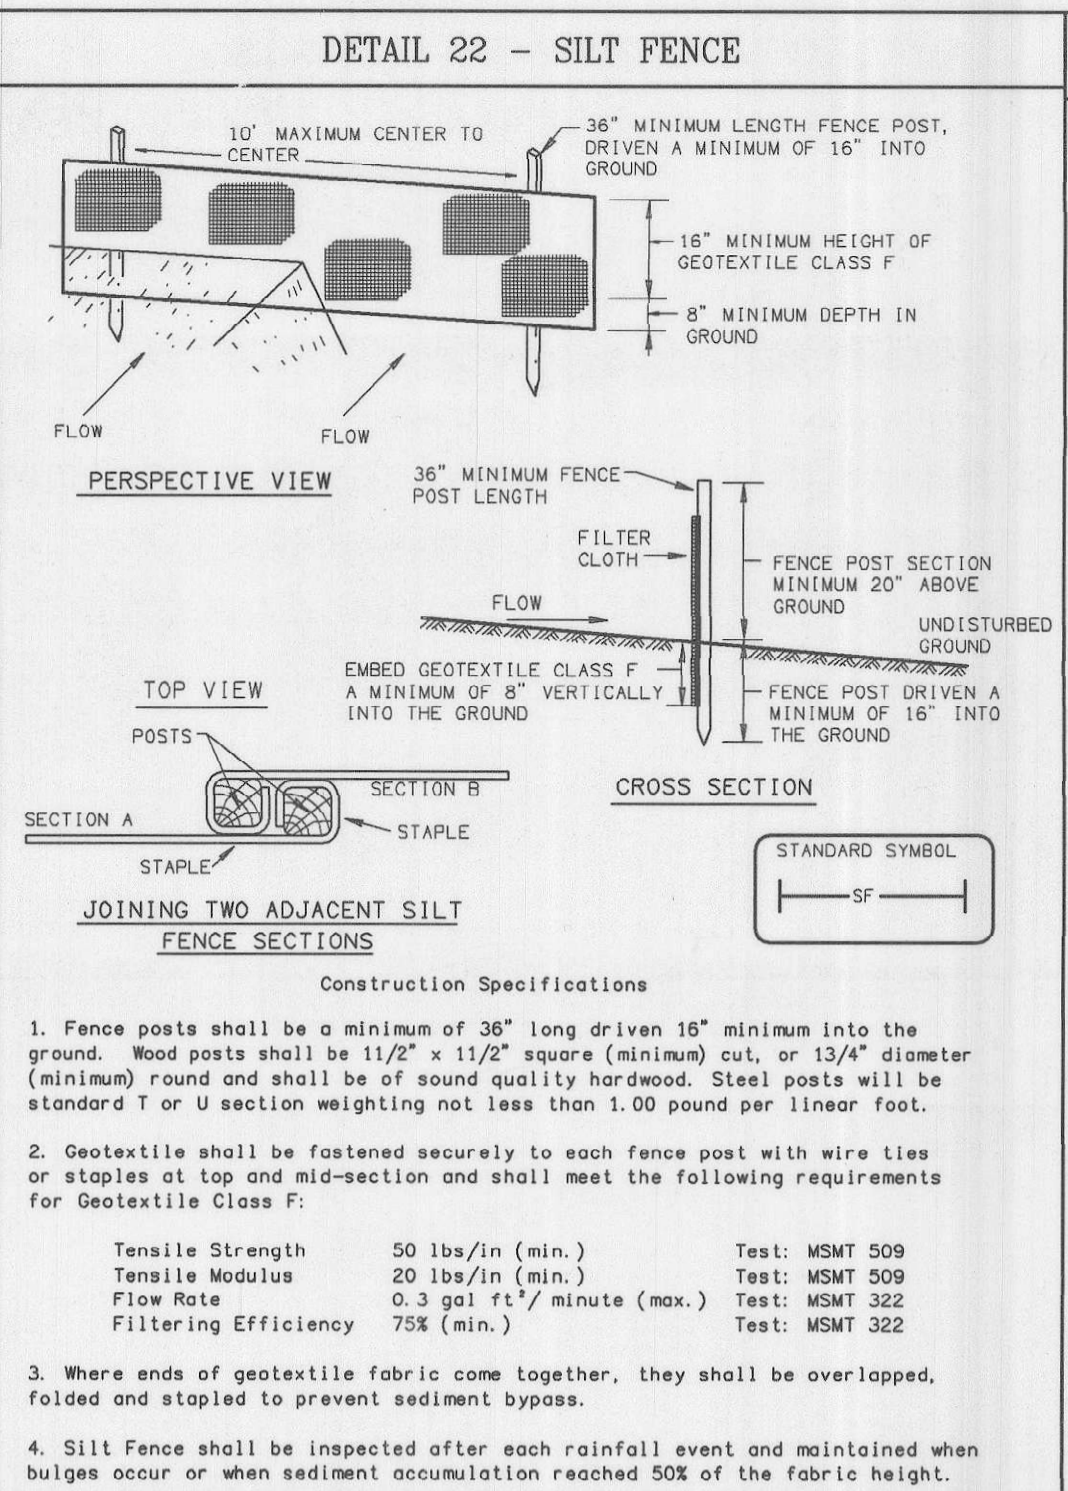 DETAIL 22 - SILT FENCE
10' MAXIMUM CENTER TO
CENTER
36" MINIMUM LENGTH FENCE POST,
DRIVEN A MINIMUM OF 16" INTO
GROUND
16" MINIMUM HEIGHT OF
GEOTEXTILE CLASS F
8" MINIMUM DEPTH IN
GROUND
FLOW
FLOW
PERSPECTIVE VIEW
36" MINIMUM FENCE
POST LENGTH
FILTER
CLOTH
FENCE POST SECTION
MINIMUM 20" ABOVE
GROUND
FLOW
UNDISTURBED
GROUND
EMBED GEOTEXTILE CLASS F
A MINIMUM OF 8" VERTICALLY
INTO THE GROUND
FENCE POST DRIVEN A
MINIMUM OF 16" INTO
THE GROUND
CROSS SECTION
TOP VIEW
POSTS
SECTION B
SECTION A
STAPLE
STAPLE
JOINING TWO ADJACENT SILT
FENCE SECTIONS
STANDARD SYMBOL
SF
Construction Specifications
1. Fence posts shall be a minimum of 36" long driven 16" minimum into the
ground. Wood posts shall be 11/2" x 11/2" square (minimum) cut, or 13/4" diameter
(minimum) round and shall be of sound quality hardwood. Steel posts will be
standard T or U section weighting not less than 1.00 pound per linear foot.
2. Geotextile shall be fastened securely to each fence post with wire ties
or staples at top and mid-section and shall meet the following requirements
for Geotextile Class F:
Tensile Strength 50 lbs/in (min.) Test: MSMT 509
Tensile Modulus 20 lbs/in (min.) Test: MSMT 509
Flow Rate 0.3 gal ft²/ minute (max.) Test: MSMT 322
Filtering Efficiency 75% (min.) Test: MSMT 322
3. Where ends of geotextile fabric come together, they shall be overlapped,
folded and stapled to prevent sediment bypass.
4. Silt Fence shall be inspected after each rainfall event and maintained when
bulges occur or when sediment accumulation reached 50% of the fabric height.